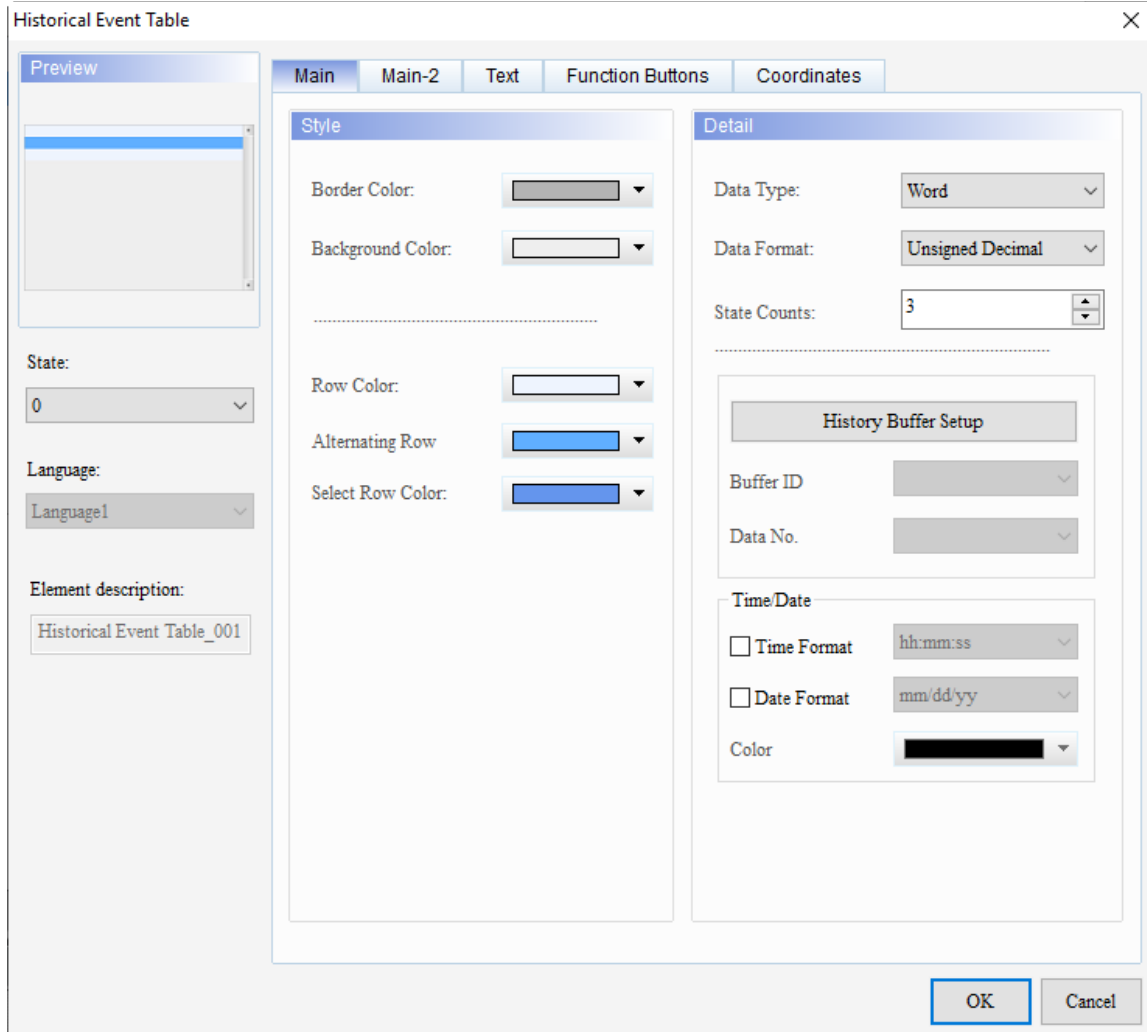 Historical Event Table
Preview
Main
Main-2
Text
Function Buttons
Coordinates
State:
0
Language:
Language1
Element description:
Historical Event Table_001
Style
Border Color:
Background Color:
Row Color:
Alternating Row
Select Row Color:
Detail
Data Type:
Word
Data Format:
Unsigned Decimal
State Counts:
3
History Buffer Setup
Buffer ID
Data No.
Time/Date
Time Format
hh:mm:ss
Date Format
mm/dd/yy
Color
OK
Cancel